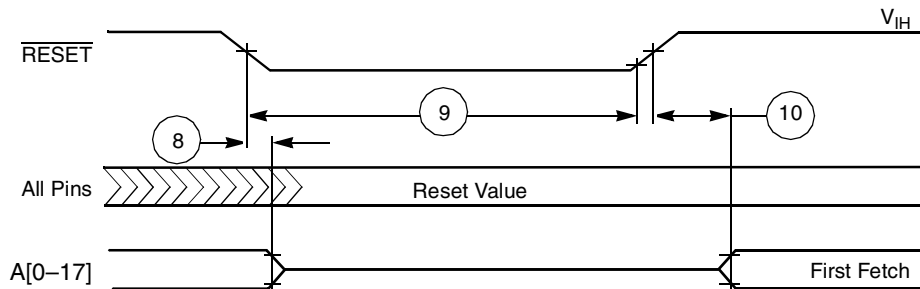 V_IH
RESET
9
10
8
All Pins
Reset Value
A[0–17]
First Fetch